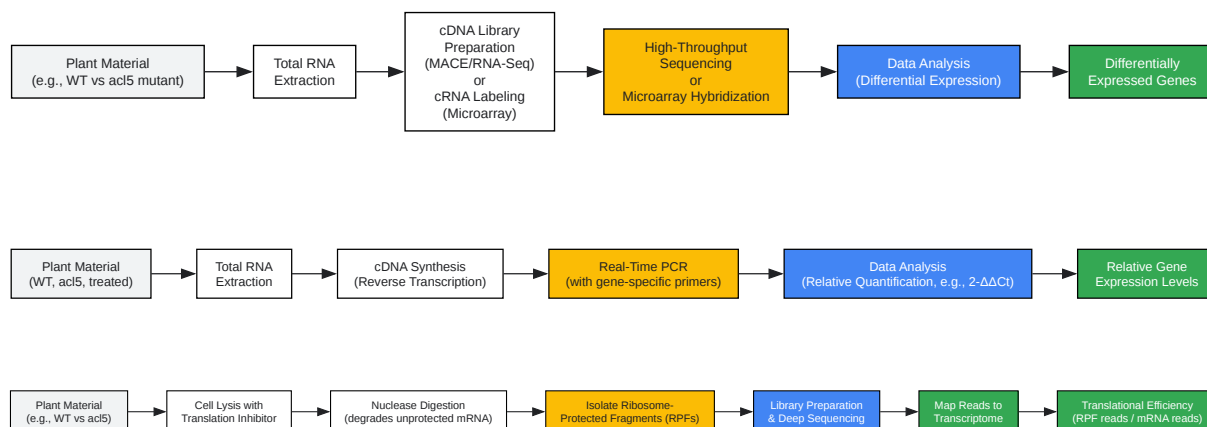 Plant Material
(e.g., WT vs acl5 mutant)
Total RNA
Extraction
cDNA Library
Preparation
(MACE/RNA-Seq)
or
cRNA Labeling
(Microarray)
High-Throughput
Sequencing
or
Microarray Hybridization
Data Analysis
(Differential Expression)
Differentially
Expressed Genes
Plant Material
(WT, acl5, treated)
Total RNA
Extraction
cDNA Synthesis
(Reverse Transcription)
Real-Time PCR
(with gene-specific primers)
Data Analysis
(Relative Quantification, e.g., 2-ΔΔCt)
Relative Gene
Expression Levels
Plant Material
(e.g., WT vs acl5)
Cell Lysis with
Translation Inhibitor
Nuclease Digestion
(degrades unprotected mRNA)
Isolate Ribosome-
Protected Fragments (RPFs)
Library Preparation
& Deep Sequencing
Map Reads to
Transcriptome
Translational Efficiency
(RPF reads / mRNA reads)